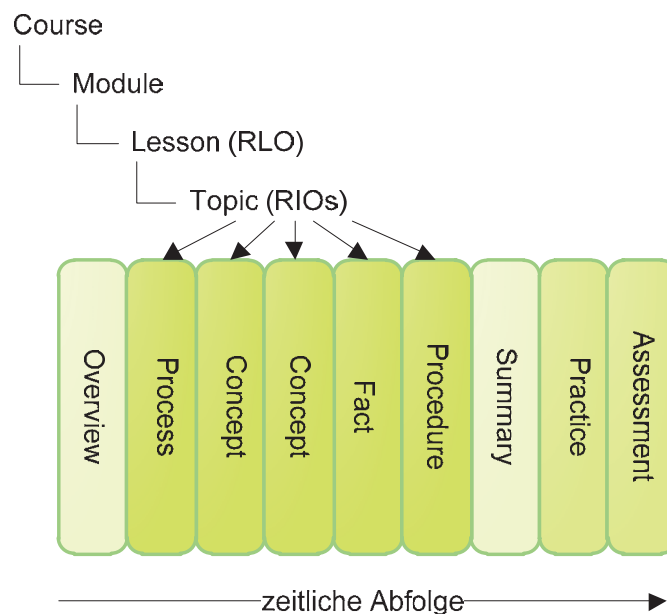 Course
Module
Lesson (RLO)
Topic (RIOs)
Overview
Process
Concept
Concept
Fact
Procedure
Summary
Practice
Assessment
zeitliche Abfolge